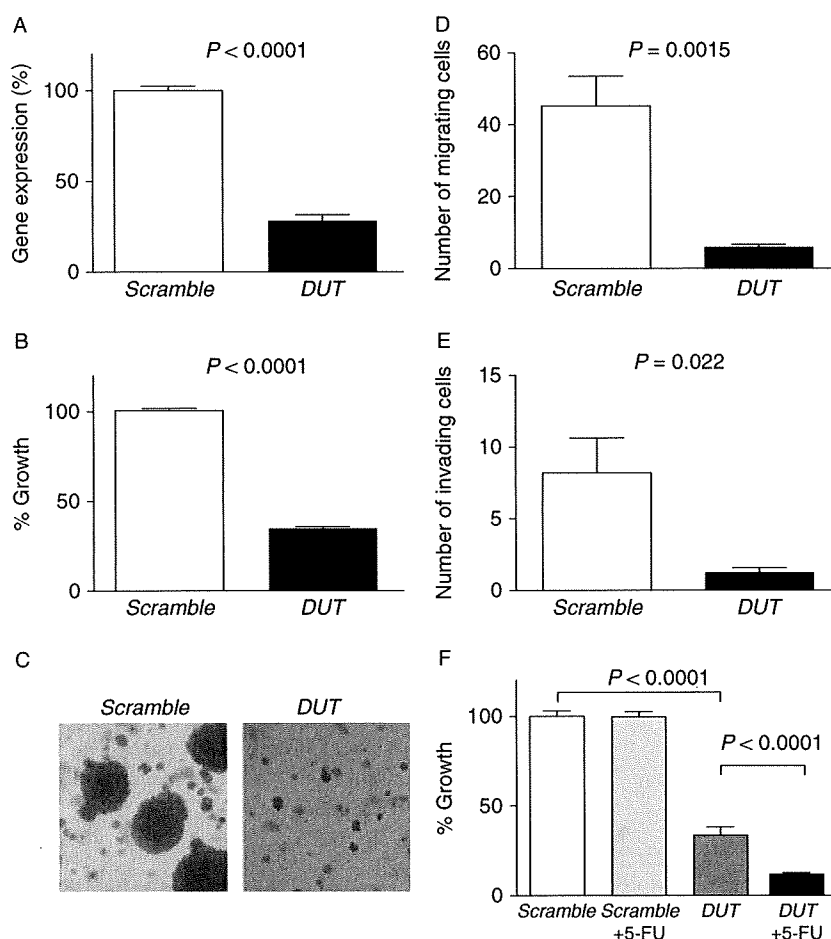 A
P < 0.0001
Gene expression (%)
100
50
0
Scramble
DUT
B
P < 0.0001
% Growth
100
50
0
Scramble
DUT
C
Scramble
DUT
D
P = 0.0015
Number of migrating cells
60
40
20
0
Scramble
DUT
E
P = 0.022
Number of invading cells
15
10
5
0
Scramble
DUT
F
P < 0.0001
P < 0.0001
% Growth
100
50
0
Scramble
Scramble
+5-FU
DUT
DUT
+5-FU